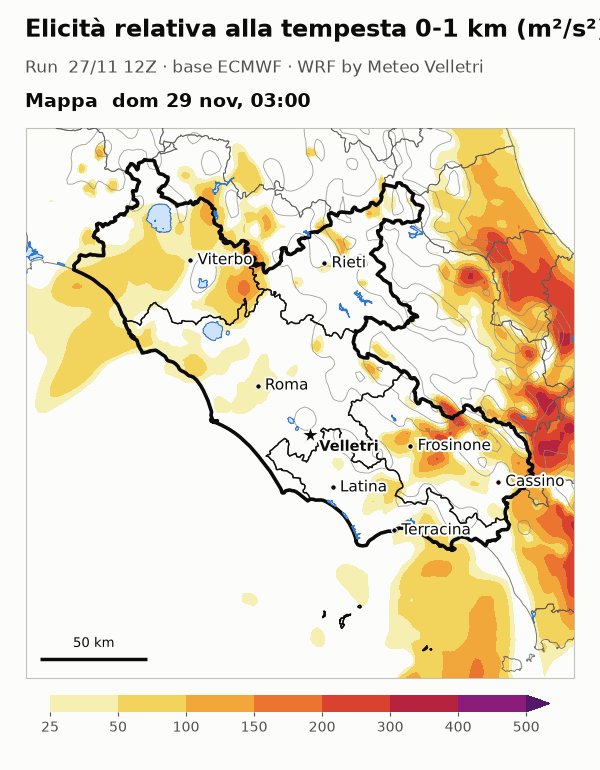 Elicità relativa alla tempesta 0-1 km (m²/s²)
Run 27/11 12Z · base ECMWF · WRF by Meteo Velletri
Mappa dom 29 nov, 03:00
Viterbo
Rieti
Roma
Velletri
Frosinone
Cassino
Latina
Terracina
50 km
25 50 100 150 200 300 400 500